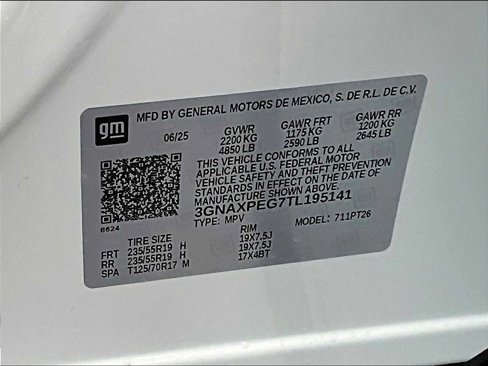 gm
MFD BY GENERAL MOTORS DE MEXICO, S. DE R.L. DE C.V.
06/25 GVWR GAWR FRT GAWR RR
2200 KG 1175 KG 1200 KG
4850 LB 2590 LB 2645 LB
THIS VEHICLE CONFORMS TO ALL
APPLICABLE U.S. FEDERAL MOTOR
VEHICLE SAFETY AND THEFT PREVENTION
STANDARDS IN EFFECT ON THE DATE OF
MANUFACTURE SHOWN ABOVE.
3GNAXPEG7TL195141
B624 TYPE: MPV MODEL: 711PT26
TIRE SIZE RIM
FRT 235/55R19 H 19X7.5J
RR 235/55R19 H 19X7.5J
SPA T125/70R17 M 17X4BT